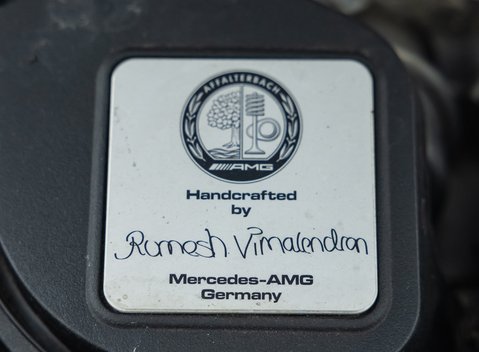 AFFALTERBACH
AMG
Handcrafted
by
Rumesh Vimalendran
Mercedes-AMG
Germany